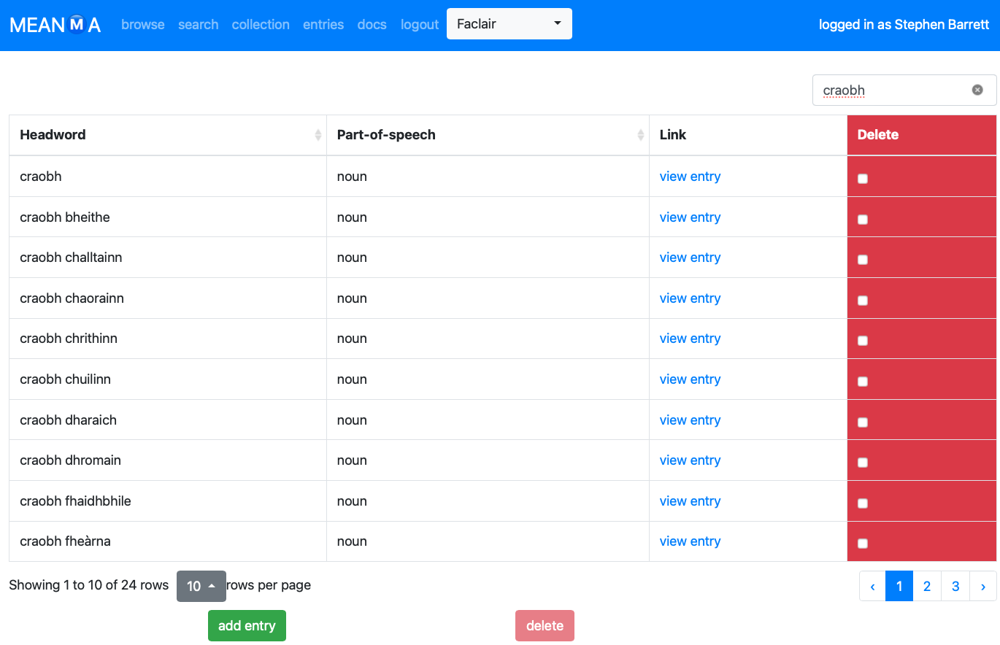 MEANMA browse search collection entries docs logout Faclair logged in as Stephen Barrett
craobh
Headword Part-of-speech Link Delete
craobh noun view entry
craobh bheithe noun view entry
craobh challtainn noun view entry
craobh chaorainn noun view entry
craobh chrithinn noun view entry
craobh chuilinn noun view entry
craobh dharaich noun view entry
craobh dhromain noun view entry
craobh fhaidhbhile noun view entry
craobh fheàrna noun view entry
Showing 1 to 10 of 24 rows 10 rows per page ‹ 1 2 3 ›
add entry delete